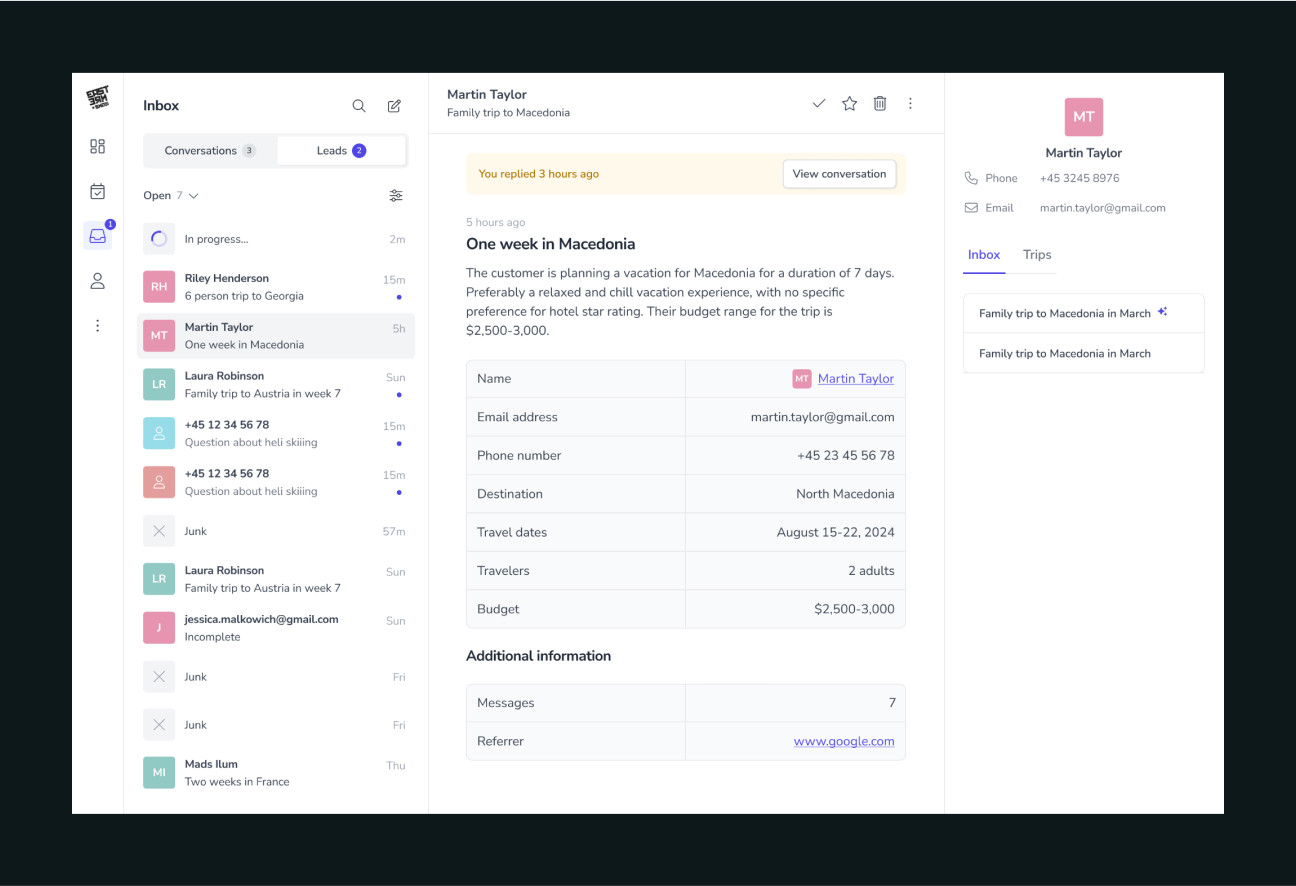 Inbox
Conversations 3
Leads 2
Open 7
1
In progress...
2m
RH
Riley Henderson
15m
6 person trip to Georgia
MT
Martin Taylor
5h
One week in Macedonia
LR
Laura Robinson
Sun
Family trip to Austria in week 7
+45 12 34 56 78
15m
Question about heli skiiing
+45 12 34 56 78
15m
Question about heli skiiing
Junk
57m
LR
Laura Robinson
Sun
Family trip to Austria in week 7
J
jessica.malkowich@gmail.com
Sun
Incomplete
Junk
Fri
Junk
Fri
MI
Mads Ilum
Thu
Two weeks in France
Martin Taylor
Family trip to Macedonia
You replied 3 hours ago
View conversation
5 hours ago
One week in Macedonia
The customer is planning a vacation for Macedonia for a duration of 7 days.
Preferably a relaxed and chill vacation experience, with no specific
preference for hotel star rating. Their budget range for the trip is
$2,500-3,000.
Name
MT Martin Taylor
Email address
martin.taylor@gmail.com
Phone number
+45 23 45 56 78
Destination
North Macedonia
Travel dates
August 15-22, 2024
Travelers
2 adults
Budget
$2,500-3,000
Additional information
Messages
7
Referrer
www.google.com
MT
Martin Taylor
Phone
+45 3245 8976
Email
martin.taylor@gmail.com
Inbox
Trips
Family trip to Macedonia in March
Family trip to Macedonia in March